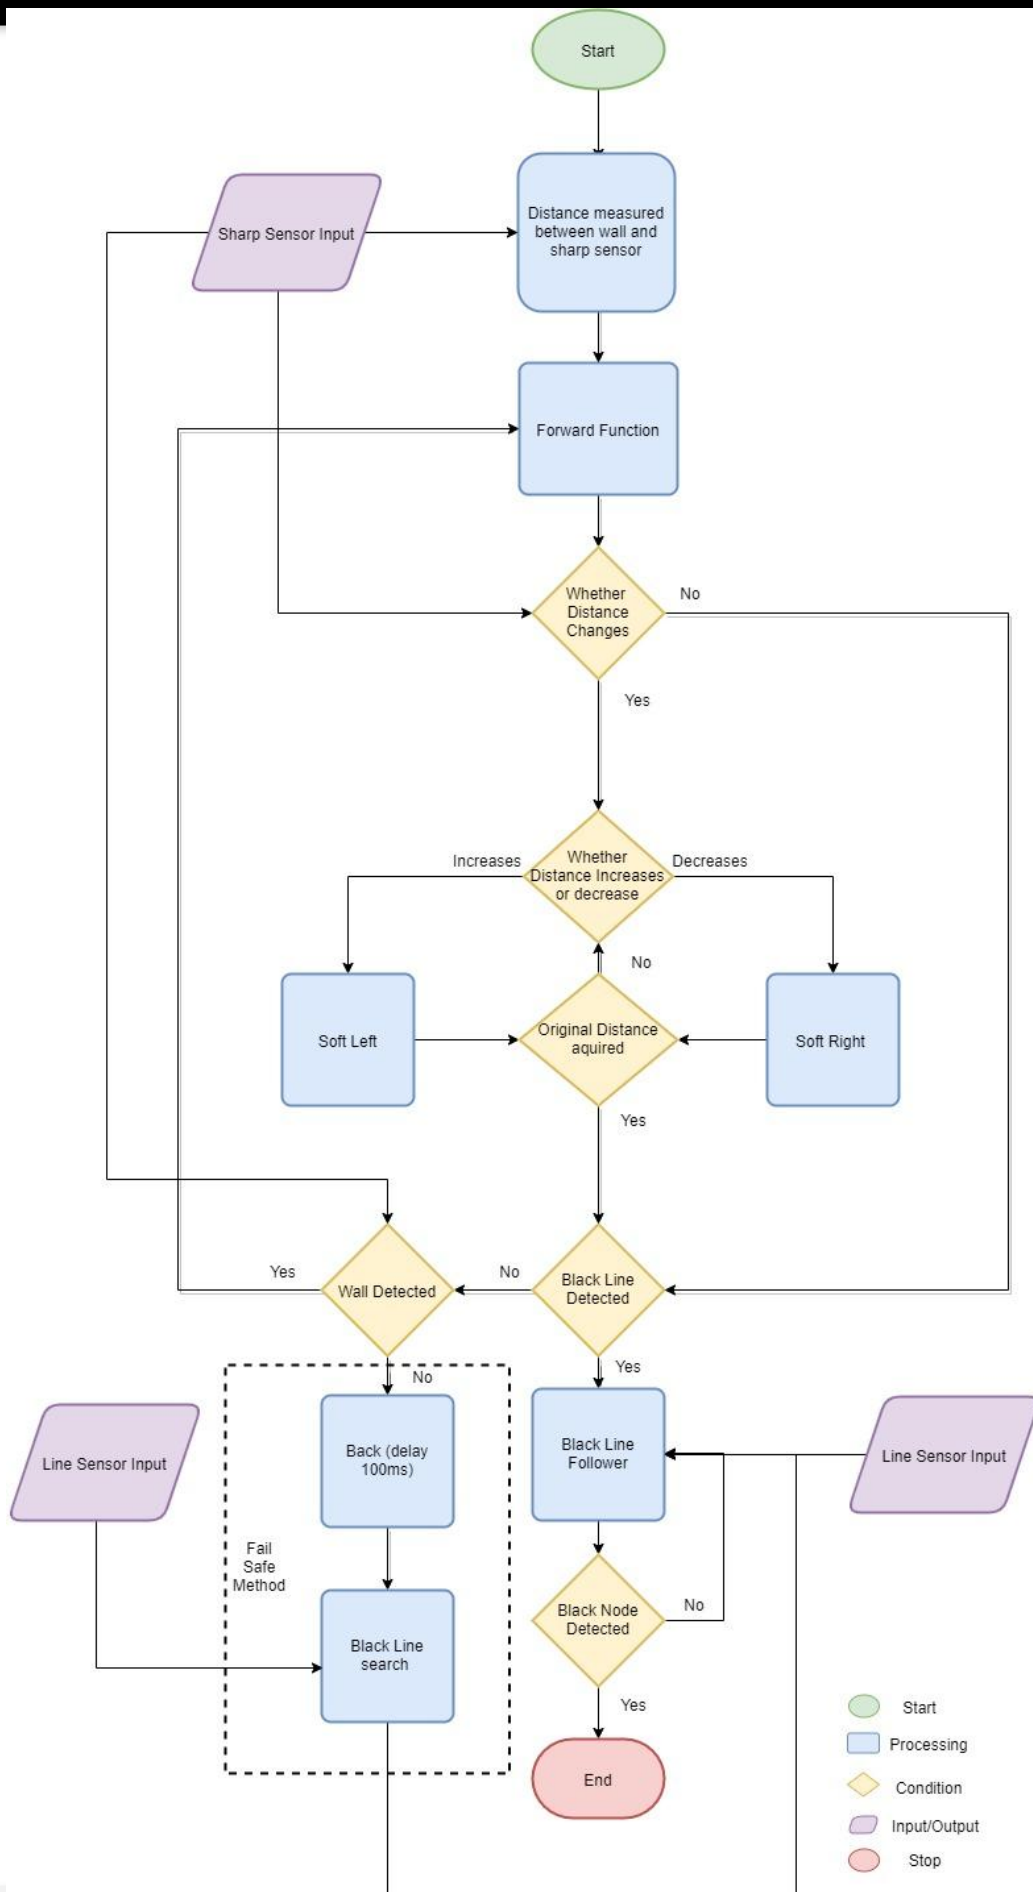 Start
Distance measured
between wall and
sharp sensor
Sharp Sensor Input
Forward Function
Whether
Distance
Changes
No
Yes
Increases
Whether
Distance Increases
or decrease
Decreases
No
Soft Left
Original Distance
aquired
Soft Right
Yes
Yes
Wall Detected
No
Black Line
Detected
No
Yes
Line Sensor Input
Back (delay
100ms)
Black Line
Follower
Line Sensor Input
Fail
Safe
Method
Black Line
search
Black Node
Detected
No
Yes
End
Start
Processing
Condition
Input/Output
Stop